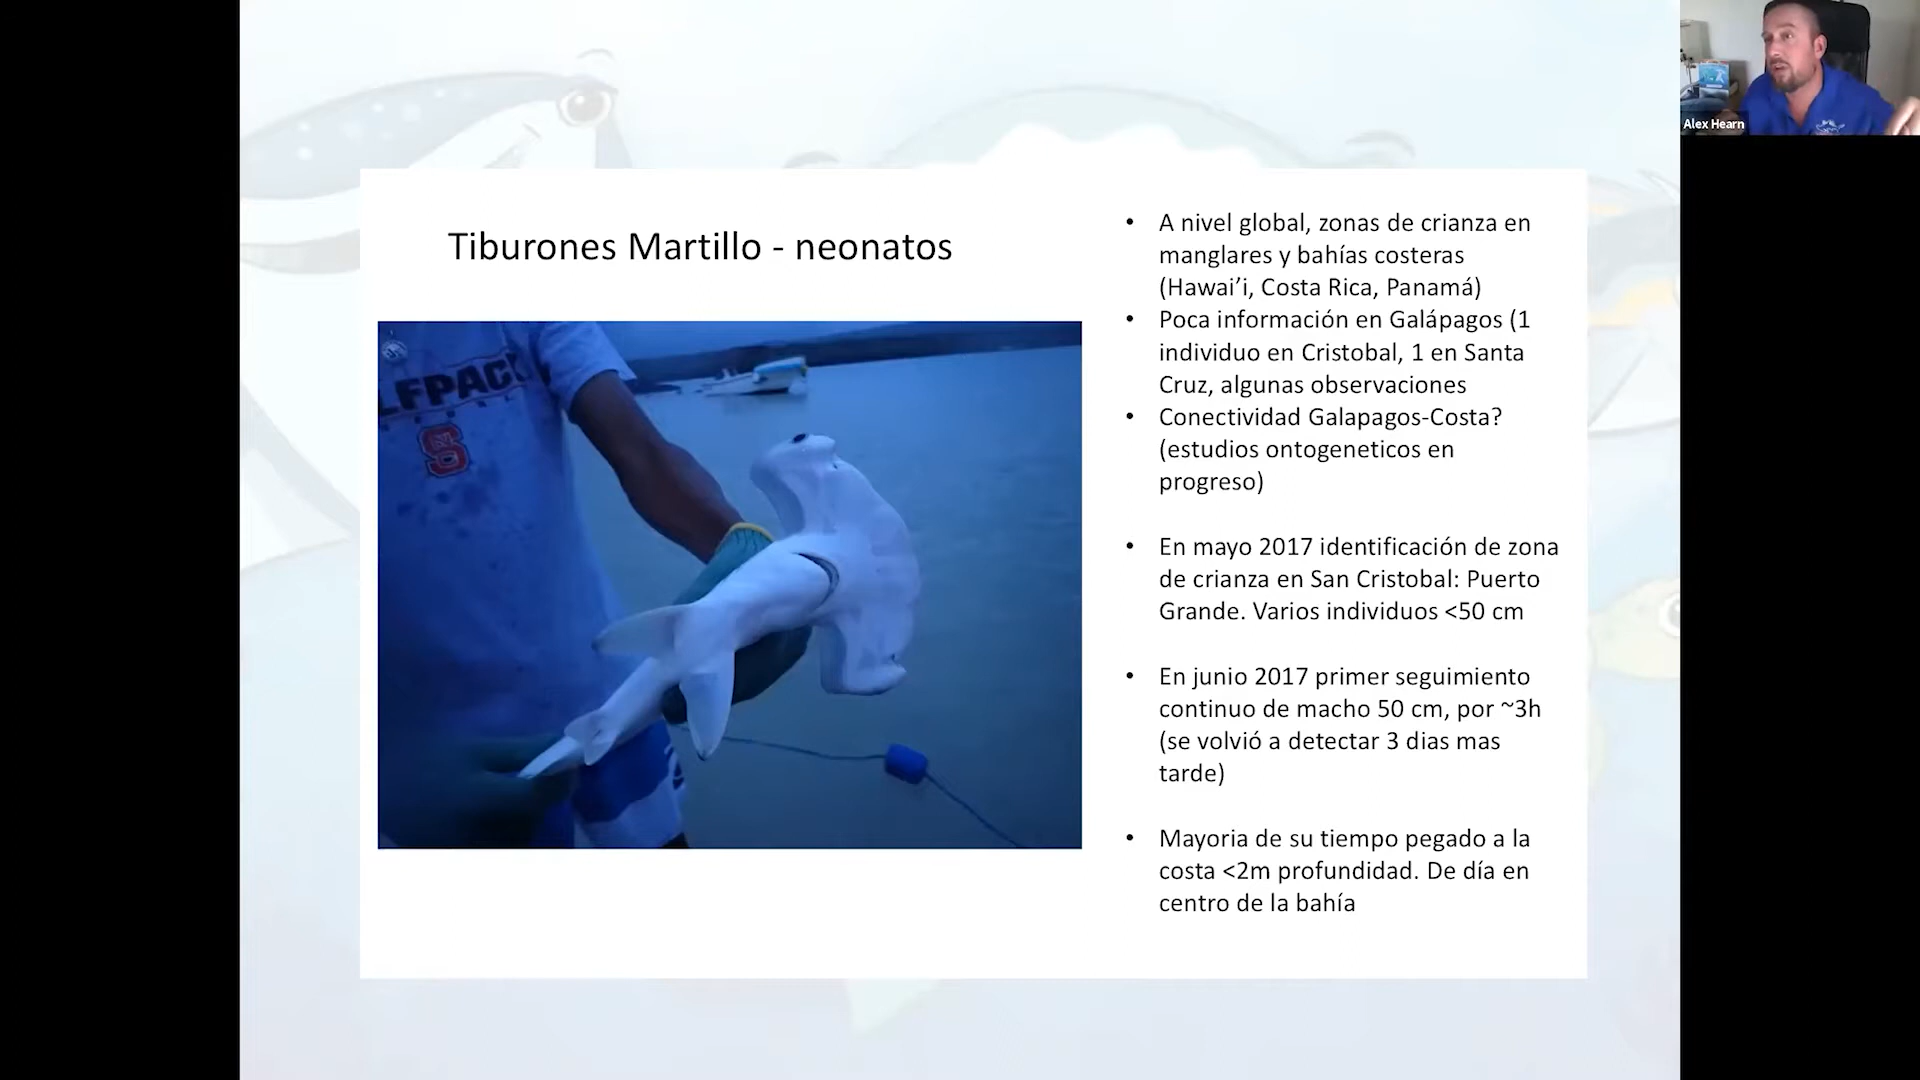 Alex Hearn
Tiburones Martillo - neonatos
LFPACK
S
• A nivel global, zonas de crianza en
manglares y bahías costeras
(Hawai’i, Costa Rica, Panamá)
• Poca información en Galápagos (1
individuo en Cristobal, 1 en Santa
Cruz, algunas observaciones
• Conectividad Galapagos-Costa?
(estudios ontogeneticos en
progreso)
• En mayo 2017 identificación de zona
de crianza en San Cristobal: Puerto
Grande. Varios individuos <50 cm
• En junio 2017 primer seguimiento
continuo de macho 50 cm, por ~3h
(se volvió a detectar 3 dias mas
tarde)
• Mayoria de su tiempo pegado a la
costa <2m profundidad. De día en
centro de la bahía